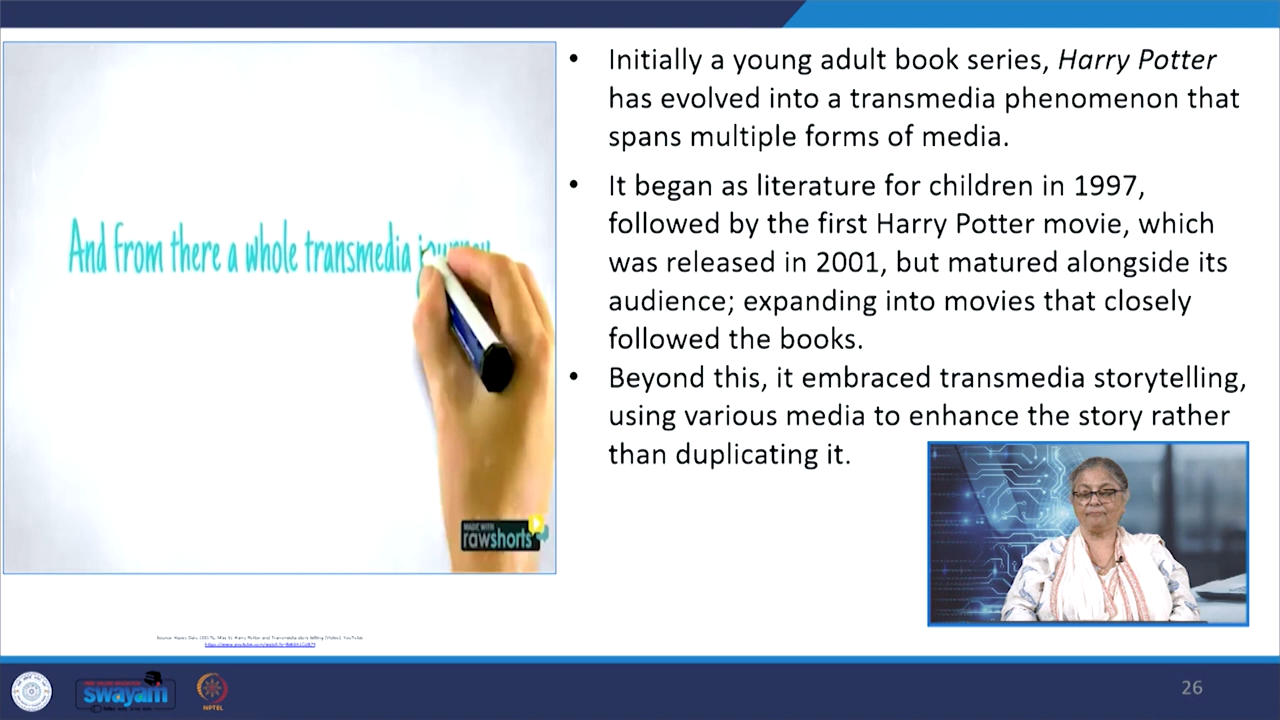 And from there a whole transmedia journey
MADE WITH
rawshorts
• Initially a young adult book series, Harry Potter
has evolved into a transmedia phenomenon that
spans multiple forms of media.
• It began as literature for children in 1997,
followed by the first Harry Potter movie, which
was released in 2001, but matured alongside its
audience; expanding into movies that closely
followed the books.
• Beyond this, it embraced transmedia storytelling,
using various media to enhance the story rather
than duplicating it.
swayam
NPTEL
26